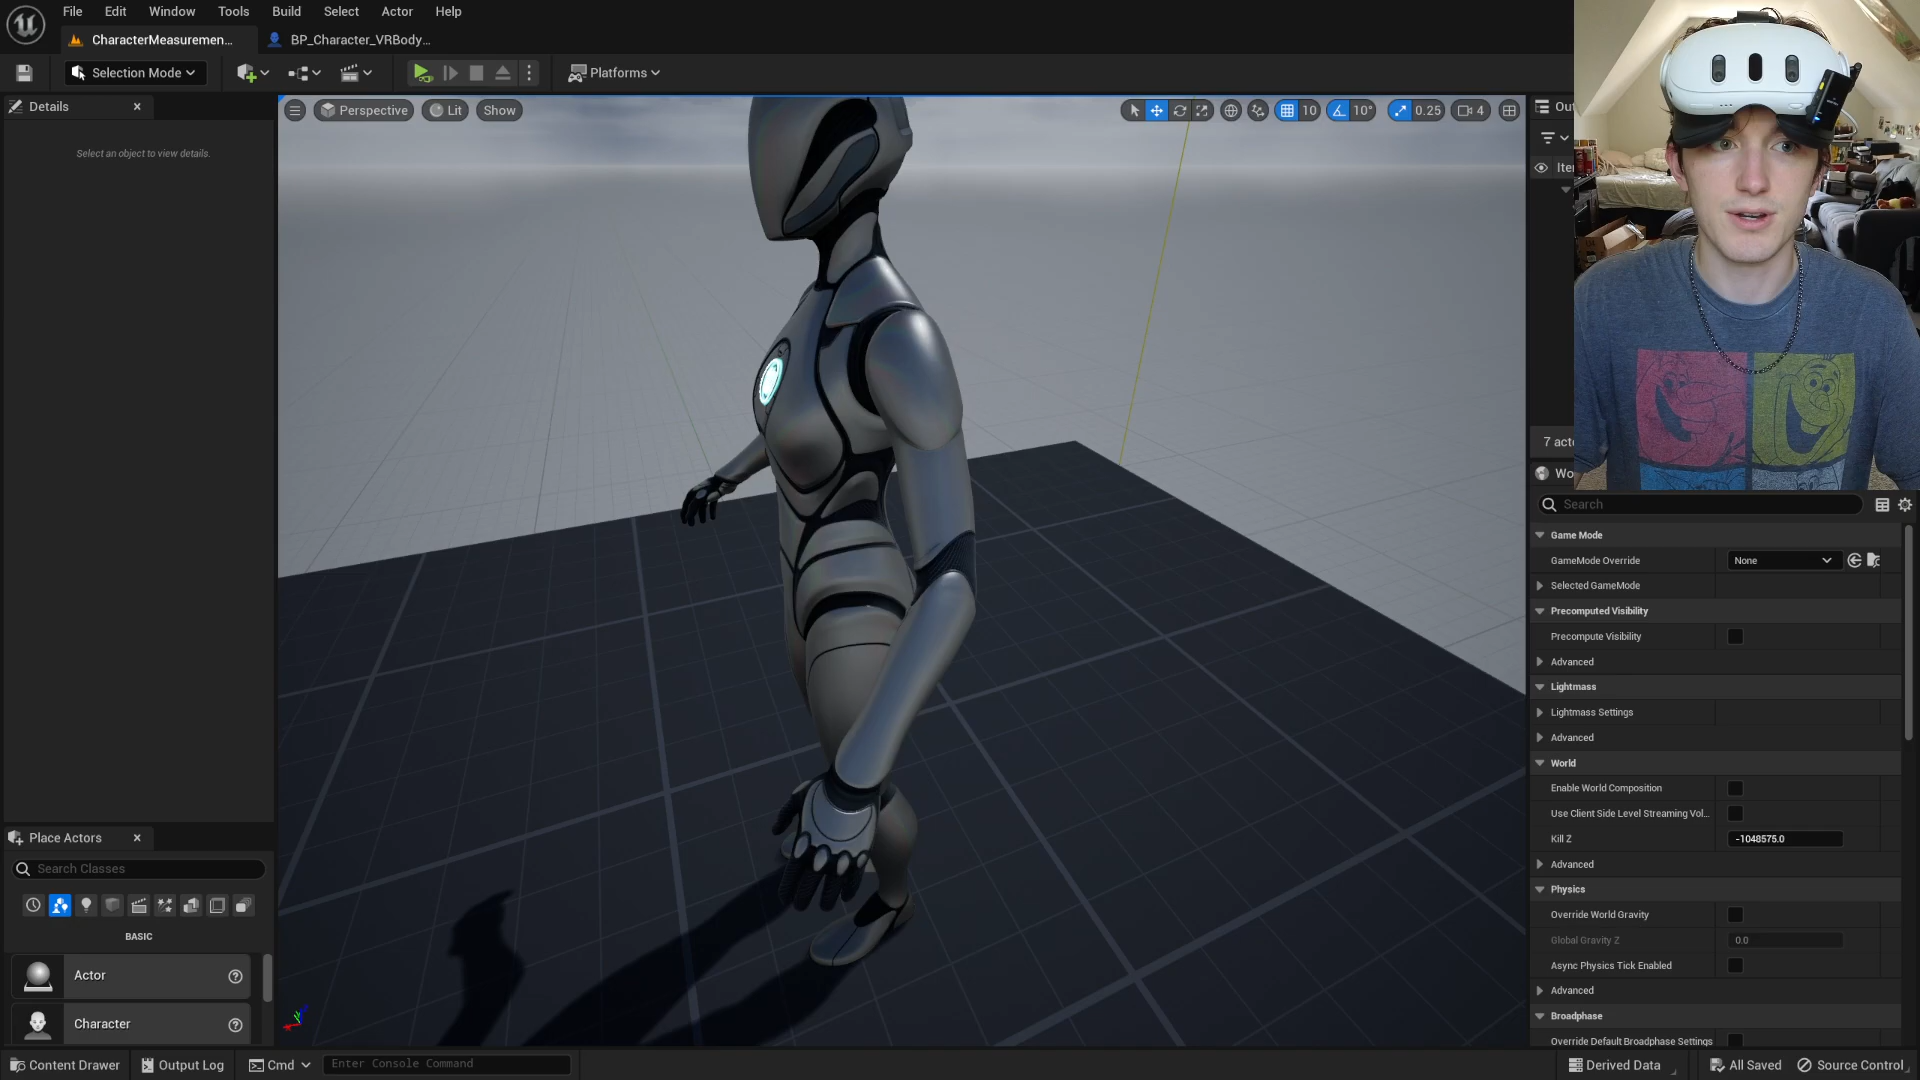 File Edit Window Tools Build Select Actor Help
CharacterMeasuremen... BP_Character_VRBody...
Selection Mode Platforms
Details
Select an object to view details.
Perspective Lit Show 10 10° 0.25 4
Ite
7 acto
Wo
Search
Game Mode
GameMode Override None
Selected GameMode
Precomputed Visibility
Precompute Visibility
Advanced
Lightmass
Lightmass Settings
Advanced
World
Enable World Composition
Use Client Side Level Streaming Vol...
Kill Z -1048575.0
Advanced
Physics
Override World Gravity
Global Gravity Z 0.0
Async Physics Tick Enabled
Advanced
Broadphase
Override Default Broadphase Settings
Place Actors
Search Classes
BASIC
Actor
Character
Content Drawer Output Log Cmd Enter Console Command Derived Data All Saved Source Control